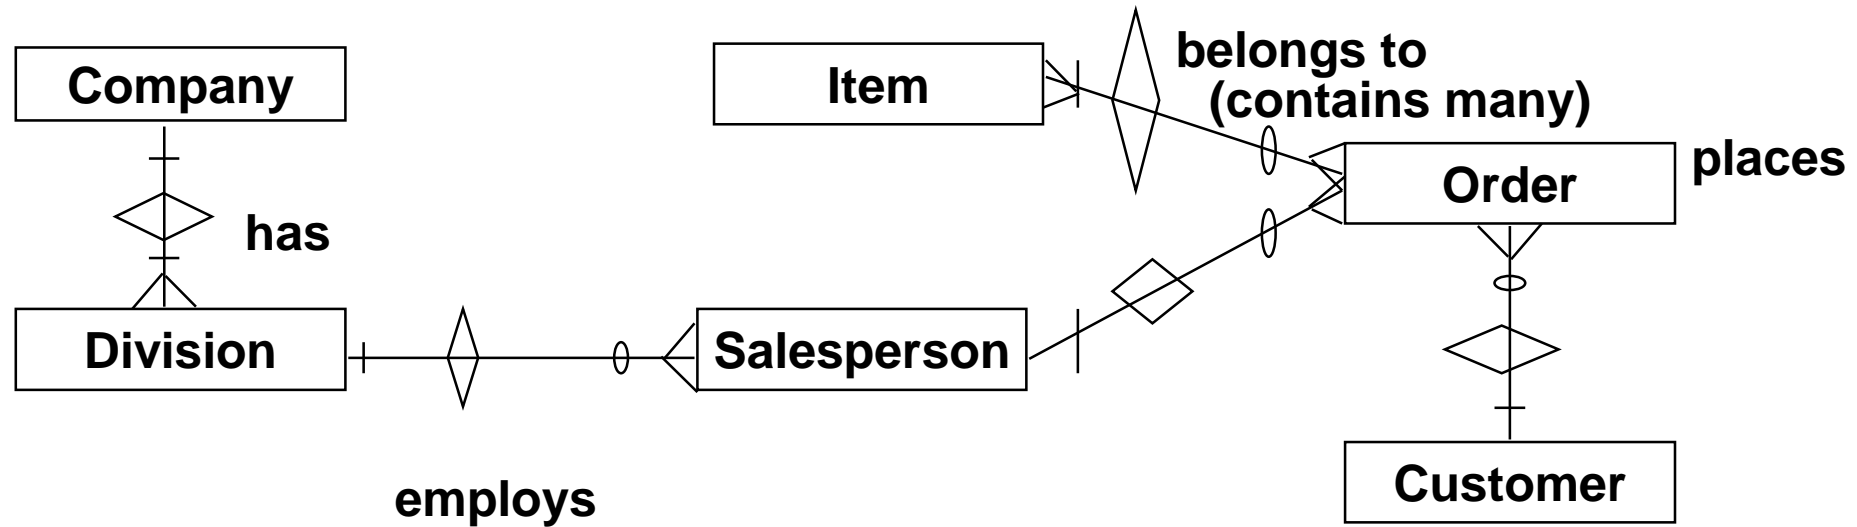 Company
Item
belongs to
(contains many)
Order
places
has
Division
Salesperson
Customer
employs